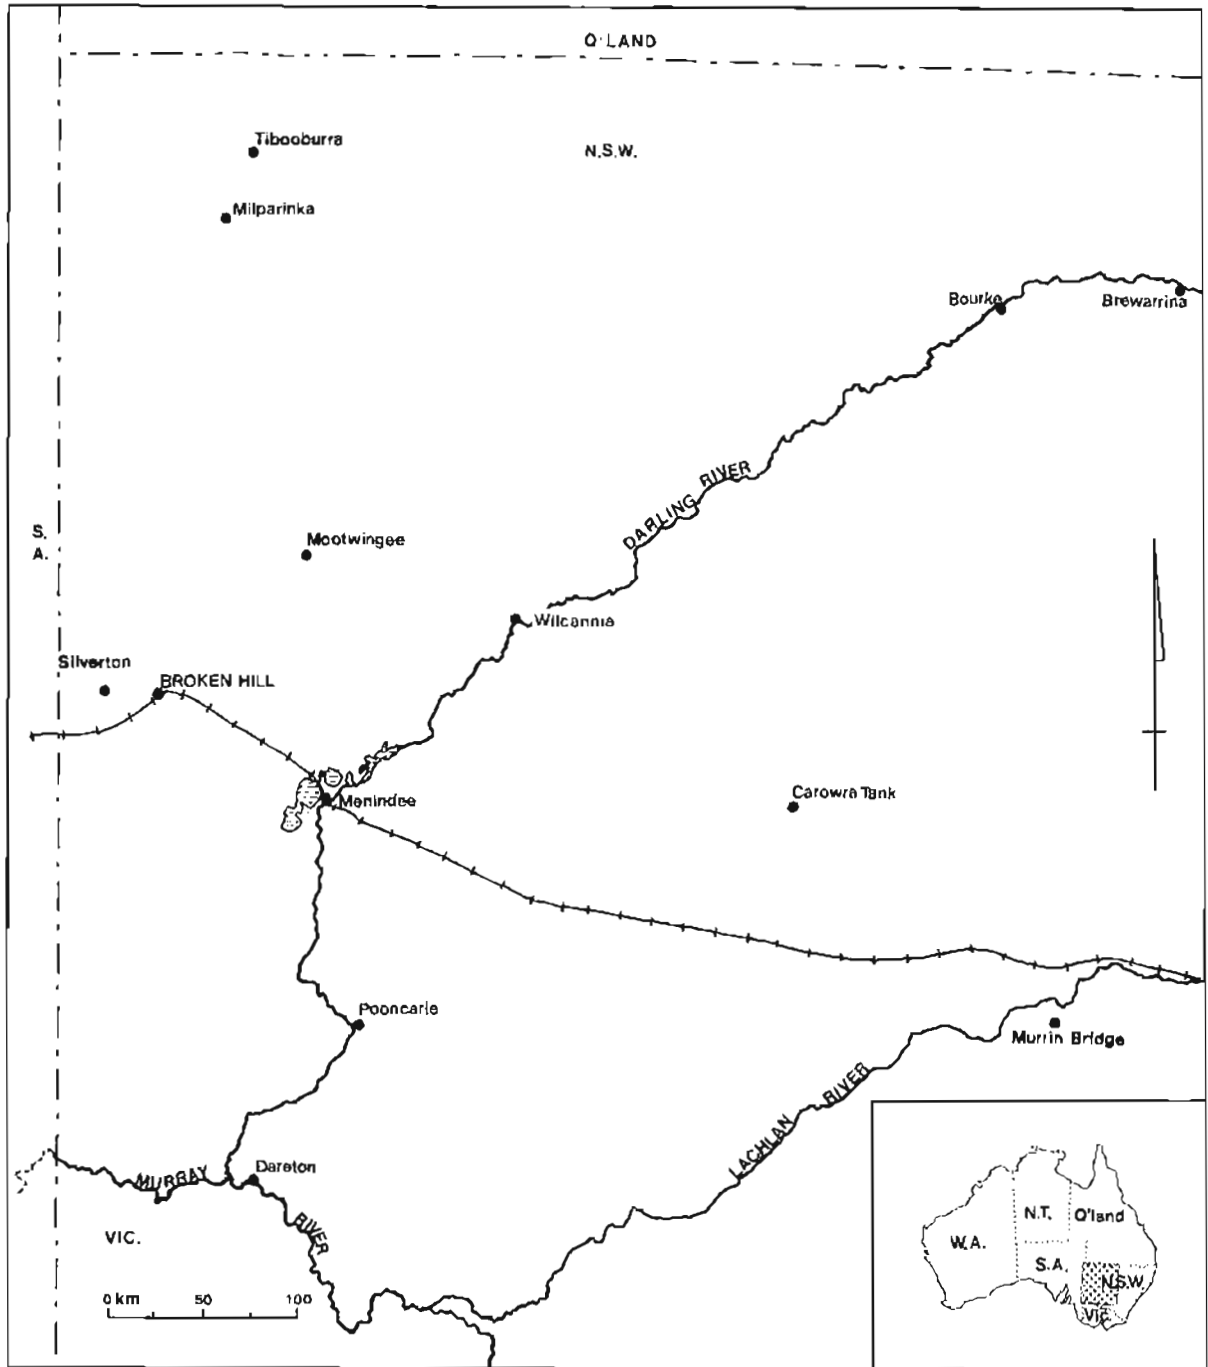 Q'LAND
Tibooburra
N.S.W.
Milparinka
Bourke
Brewarrina
DARLING RIVER
S.
A.
Mootwingee
Wilcannia
Silverton
BROKEN HILL
Menindee
Carowra Tank
Pooncarie
Murrin Bridge
LACHLAN RIVER
MURRAY
Dareton
RIVER
VIC.
0 km 50 100
N.T.
Q'land
W.A.
S.A.
N.S.W.
Vic.